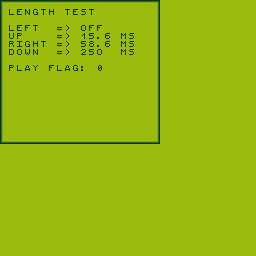 LENGTH TEST
LEFT => OFF
UP => 15.6 MS
RIGHT => 58.6 MS
DOWN => 250 MS
PLAY FLAG: 0